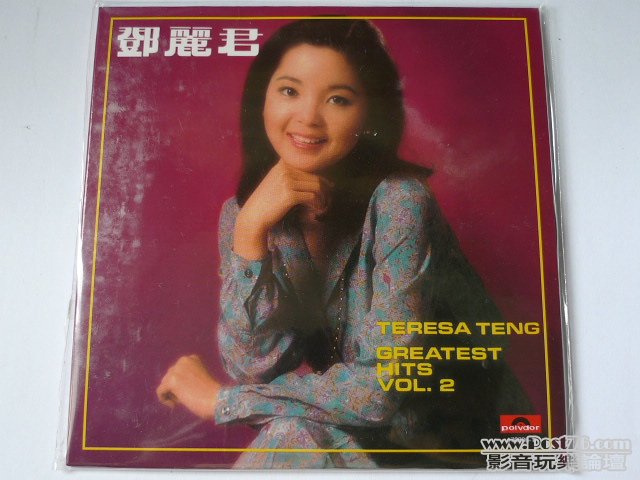 鄧麗君
TERESA TENG
GREATEST
HITS
VOL. 2
polydor
www.Post76.com
影音玩樂論壇